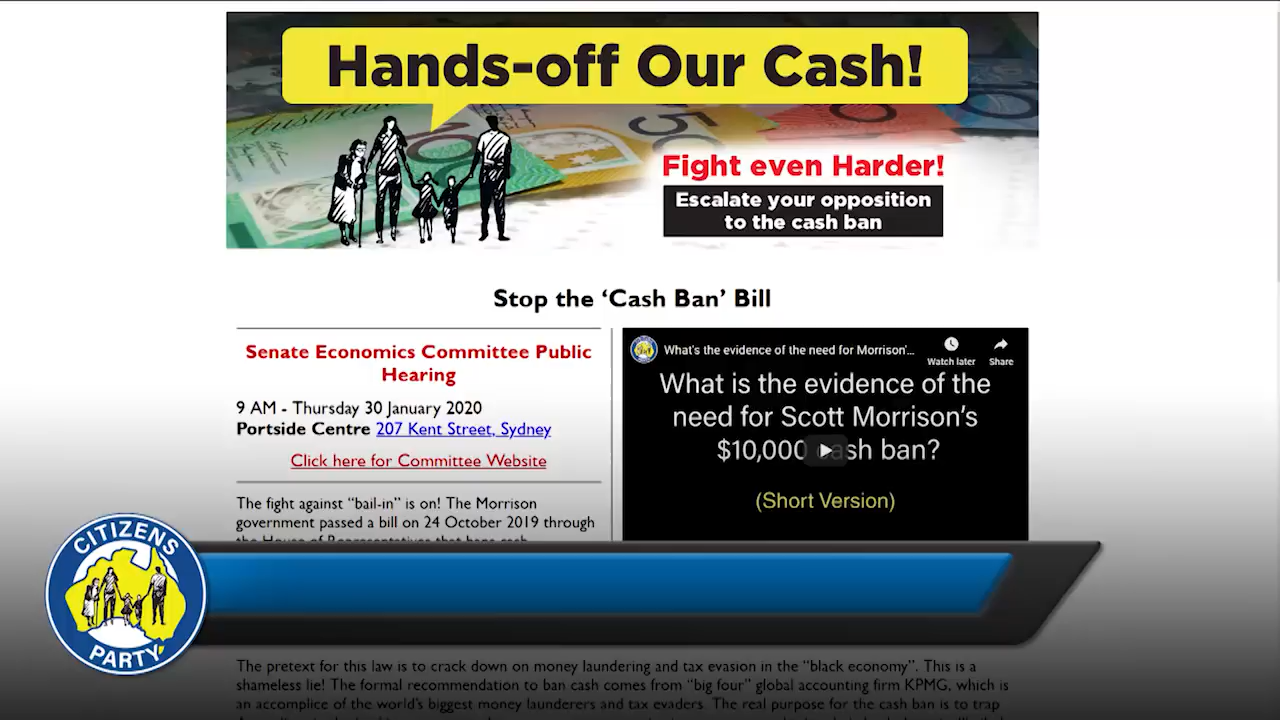 Hands-off Our Cash!
Fight even Harder!
Escalate your opposition
to the cash ban
Stop the ‘Cash Ban’ Bill
Senate Economics Committee Public
Hearing
9 AM - Thursday 30 January 2020
Portside Centre 207 Kent Street, Sydney
Click here for Committee Website
The fight against “bail-in” is on! The Morrison
government passed a bill on 24 October 2019 through
What's the evidence of the need for Morrison'...
Watch later
Share
What is the evidence of the
need for Scott Morrison’s
$10,000 cash ban?
(Short Version)
CITIZENS
PARTY
The pretext for this law is to crack down on money laundering and tax evasion in the “black economy”. This is a
shameless lie! The formal recommendation to ban cash comes from “big four” global accounting firm KPMG, which is
an accomplice of the world’s biggest money launderers and tax evaders. The real purpose for the cash ban is to trap